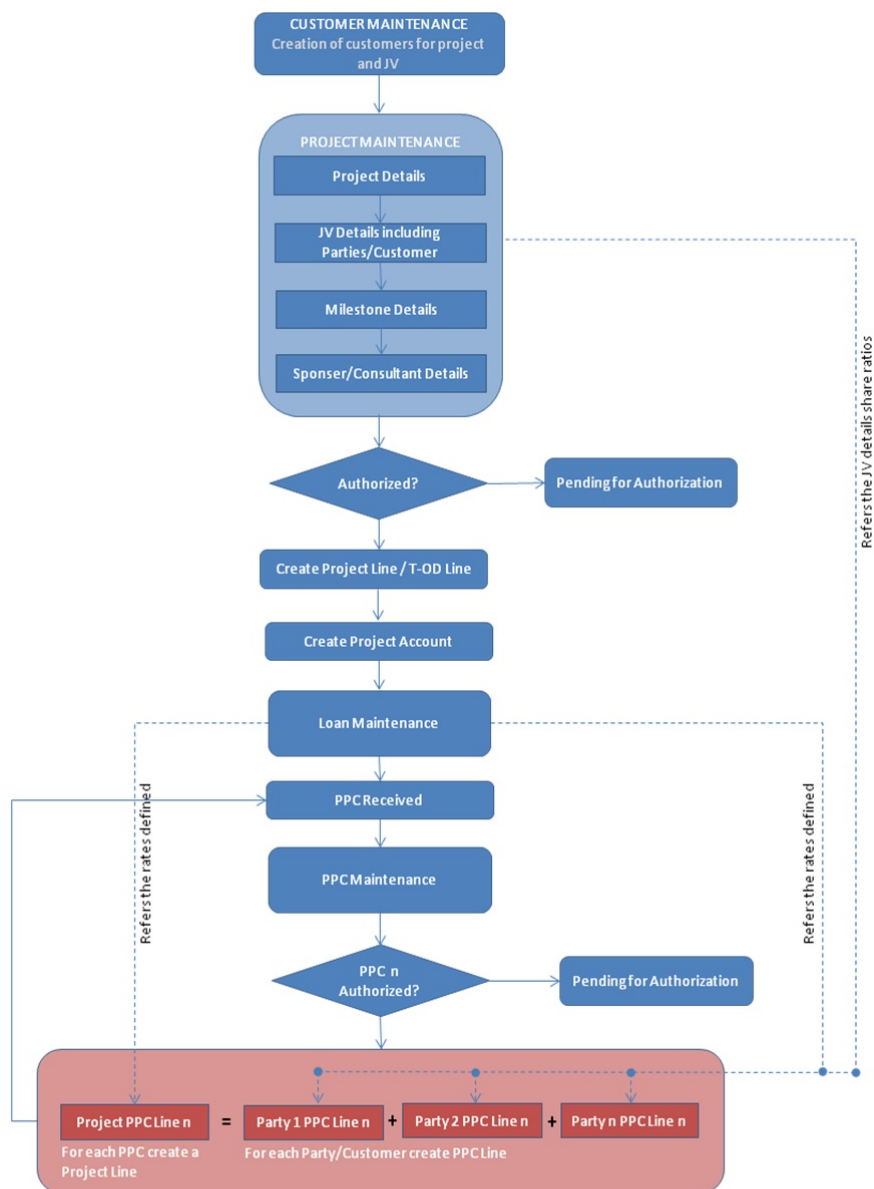 CUSTOMER MAINTENANCE
Creation of customers for project
and JV
PROJECT MAINTENANCE
Project Details
JV Details including
Parties/Customer
Milestone Details
Sponser/Consultant Details
Refers the JV details share ratios
Authorized?
Pending for Authorization
Create Project Line / T-OD Line
Create Project Account
Loan Maintenance
Refers the rates defined
Refers the rates defined
PPC Received
PPC Maintenance
PPC n
Authorized?
Pending for Authorization
Project PPC Line n = Party 1 PPC Line n + Party 2 PPC Line n + Party n PPC Line n
For each PPC create a
Project Line
For each Party/Customer create PPC Line